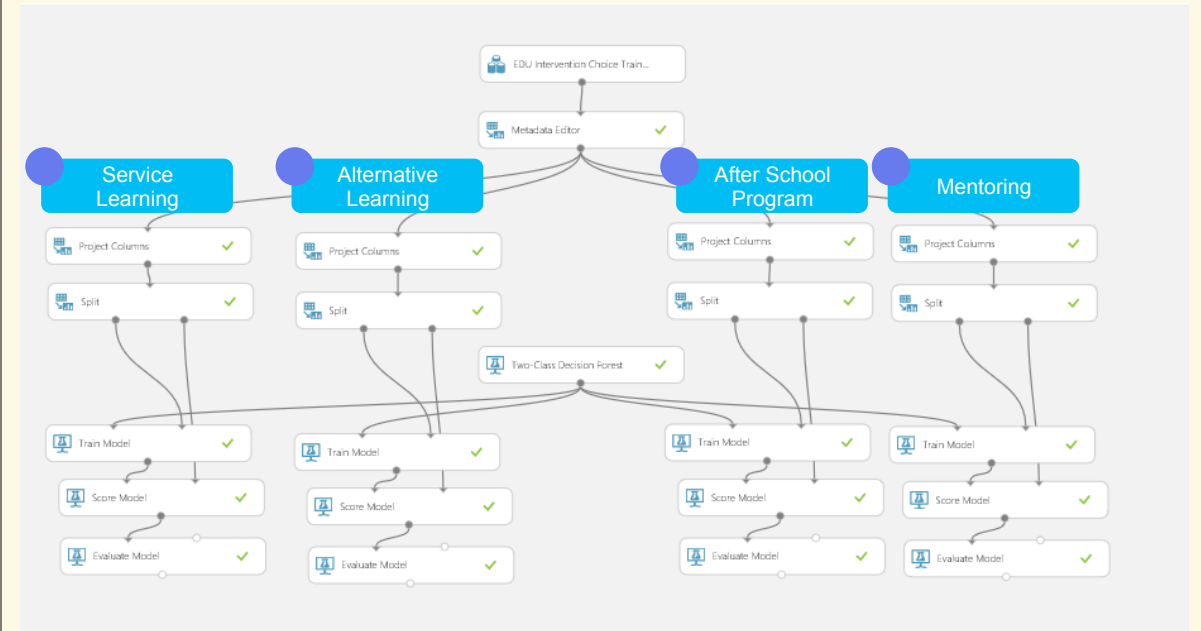 EDU Intervention Choice Train...
Metadata Editor
Service
Learning
Alternative
Learning
After School
Program
Mentoring
Project Columns
Project Columns
Project Columns
Project Columns
Split
Split
Split
Split
Two-Class Decision Forest
Train Model
Train Model
Train Model
Train Model
Score Model
Score Model
Score Model
Score Model
Evaluate Model
Evaluate Model
Evaluate Model
Evaluate Model